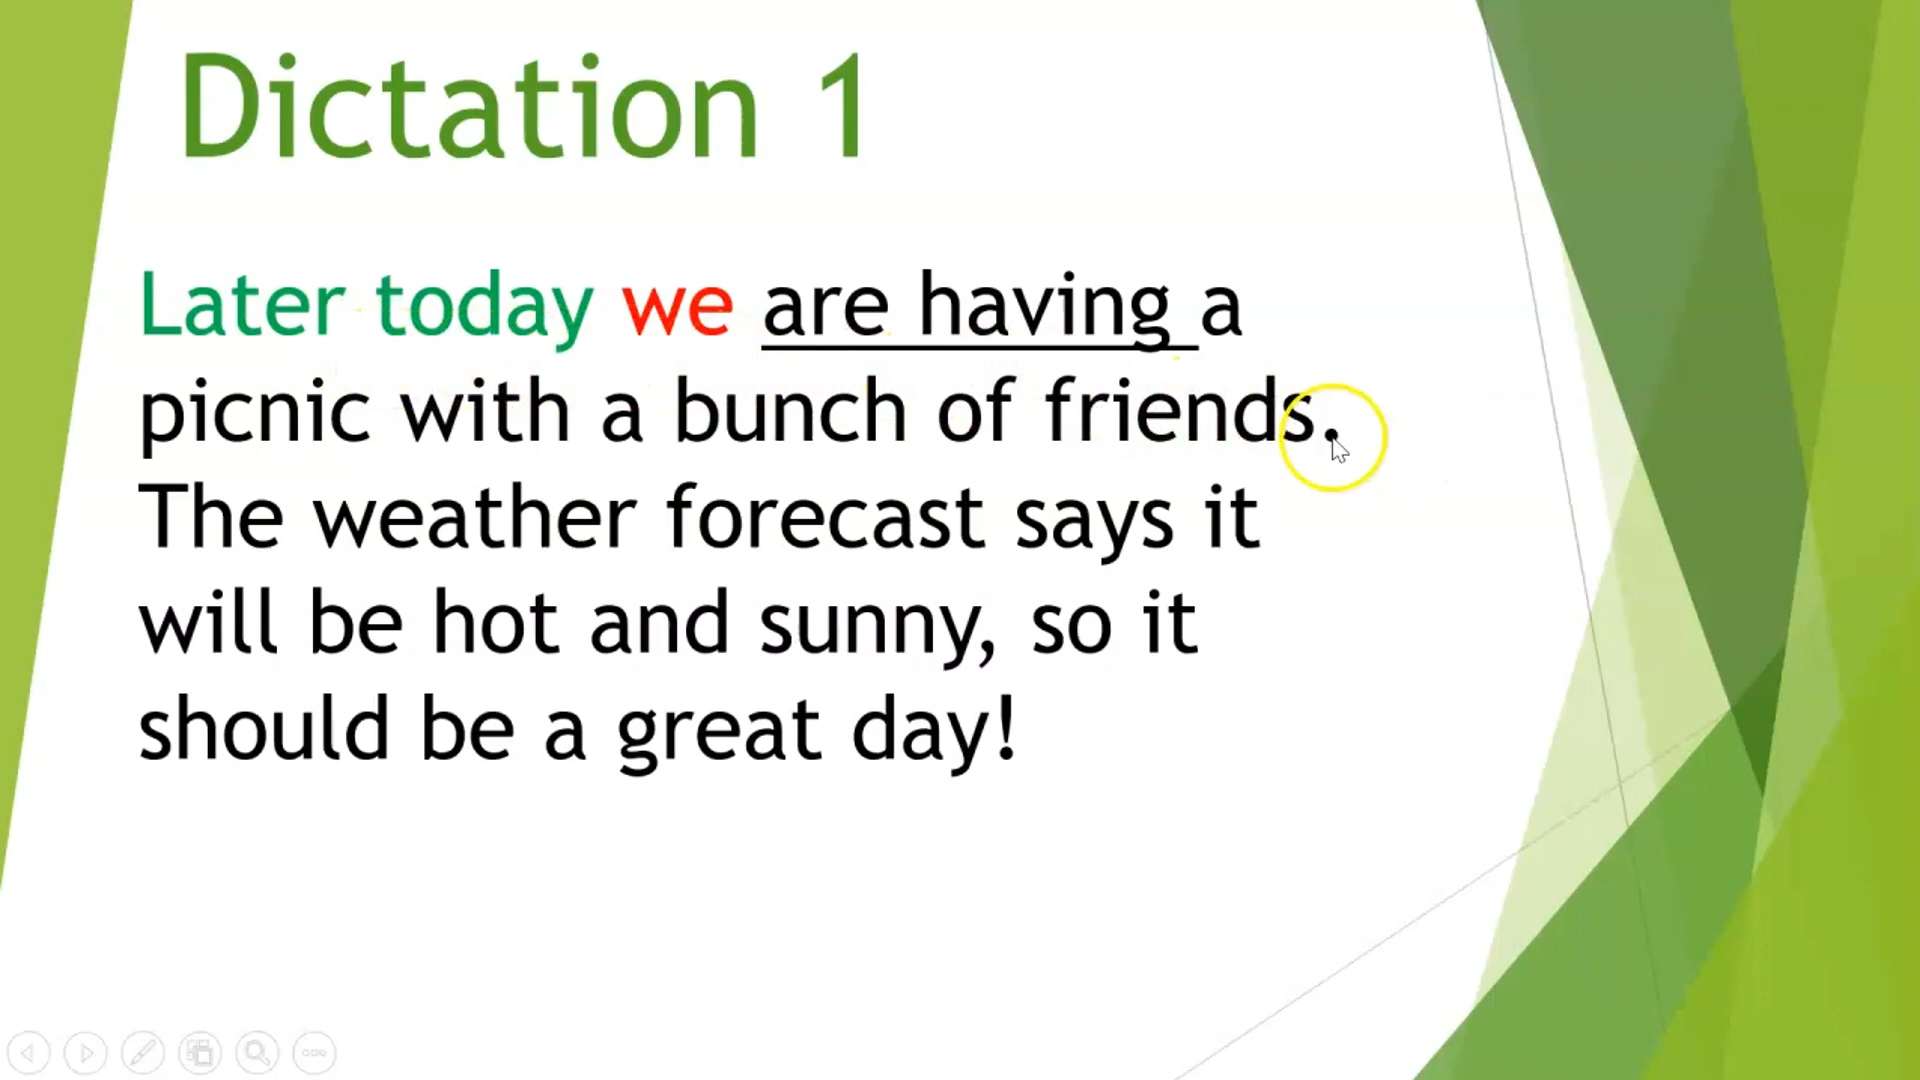 Dictation 1
Later today we are having a
picnic with a bunch of friends.
The weather forecast says it
will be hot and sunny, so it
should be a great day!